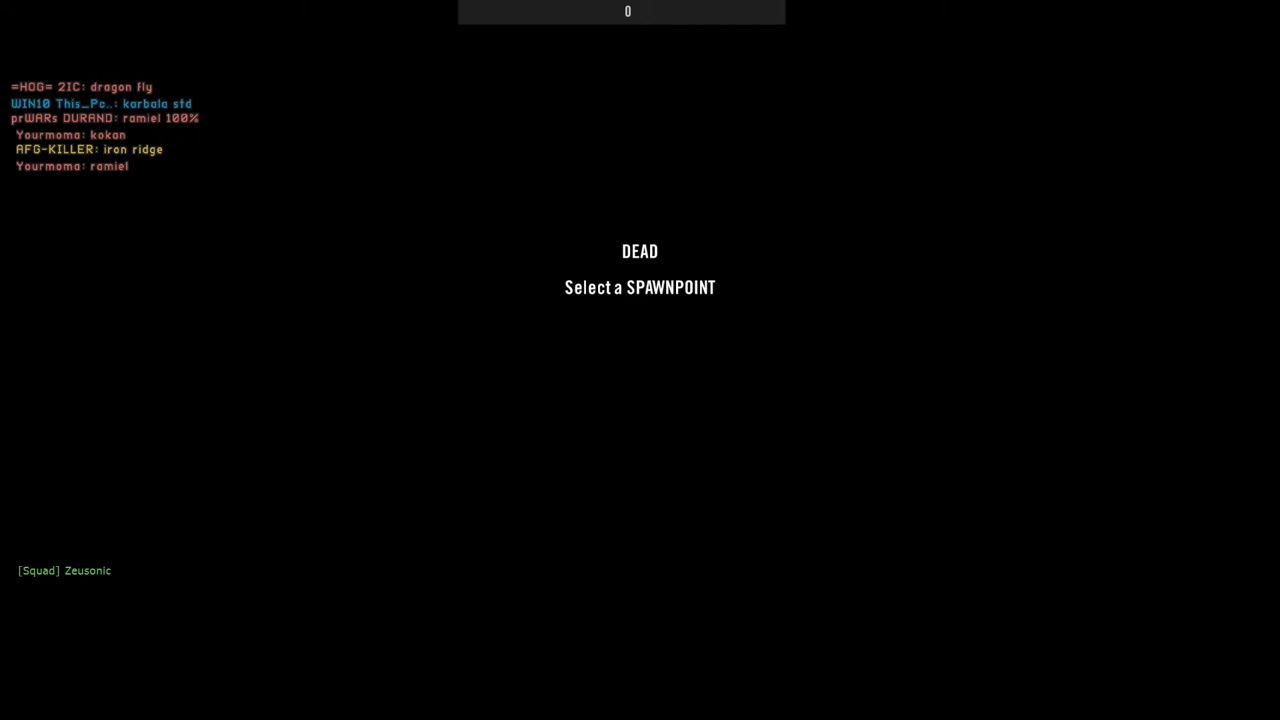 0
=HOG= 2IC: dragon fly
WIN10 This_Pc..: karbala std
prWARs DURAND: ramiel 100%
Yourmoma: kokan
AFG-KILLER: iron ridge
Yourmoma: ramiel
DEAD
Select a SPAWNPOINT
[Squad] Zeusonic